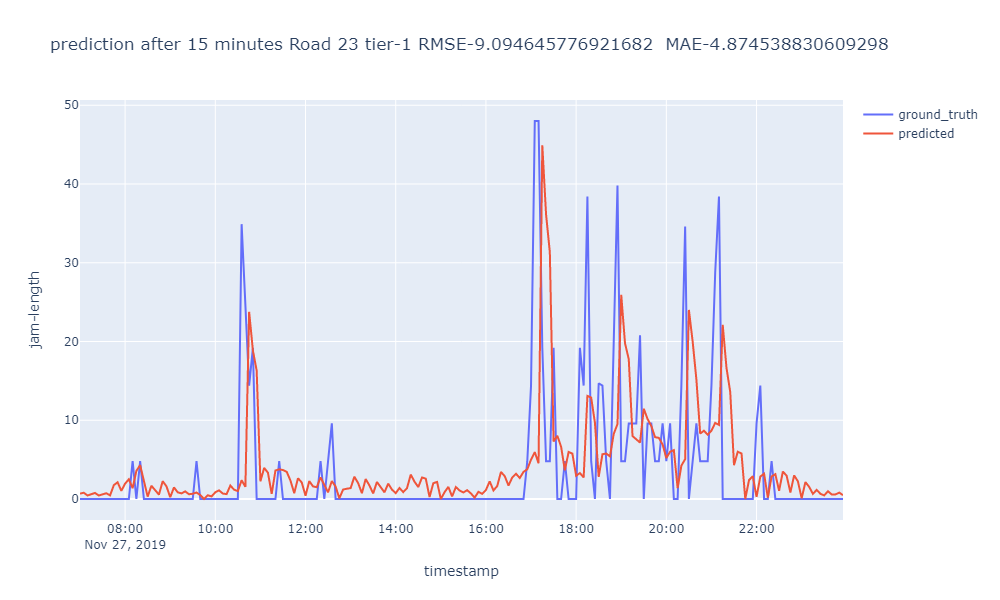 prediction after 15 minutes Road 23 tier-1 RMSE-9.094645776921682  MAE-4.874538830609298
ground_truth
predicted
50
40
30
20
10
0
jam-length
08:00 10:00 12:00 14:00 16:00 18:00 20:00 22:00
Nov 27, 2019
timestamp